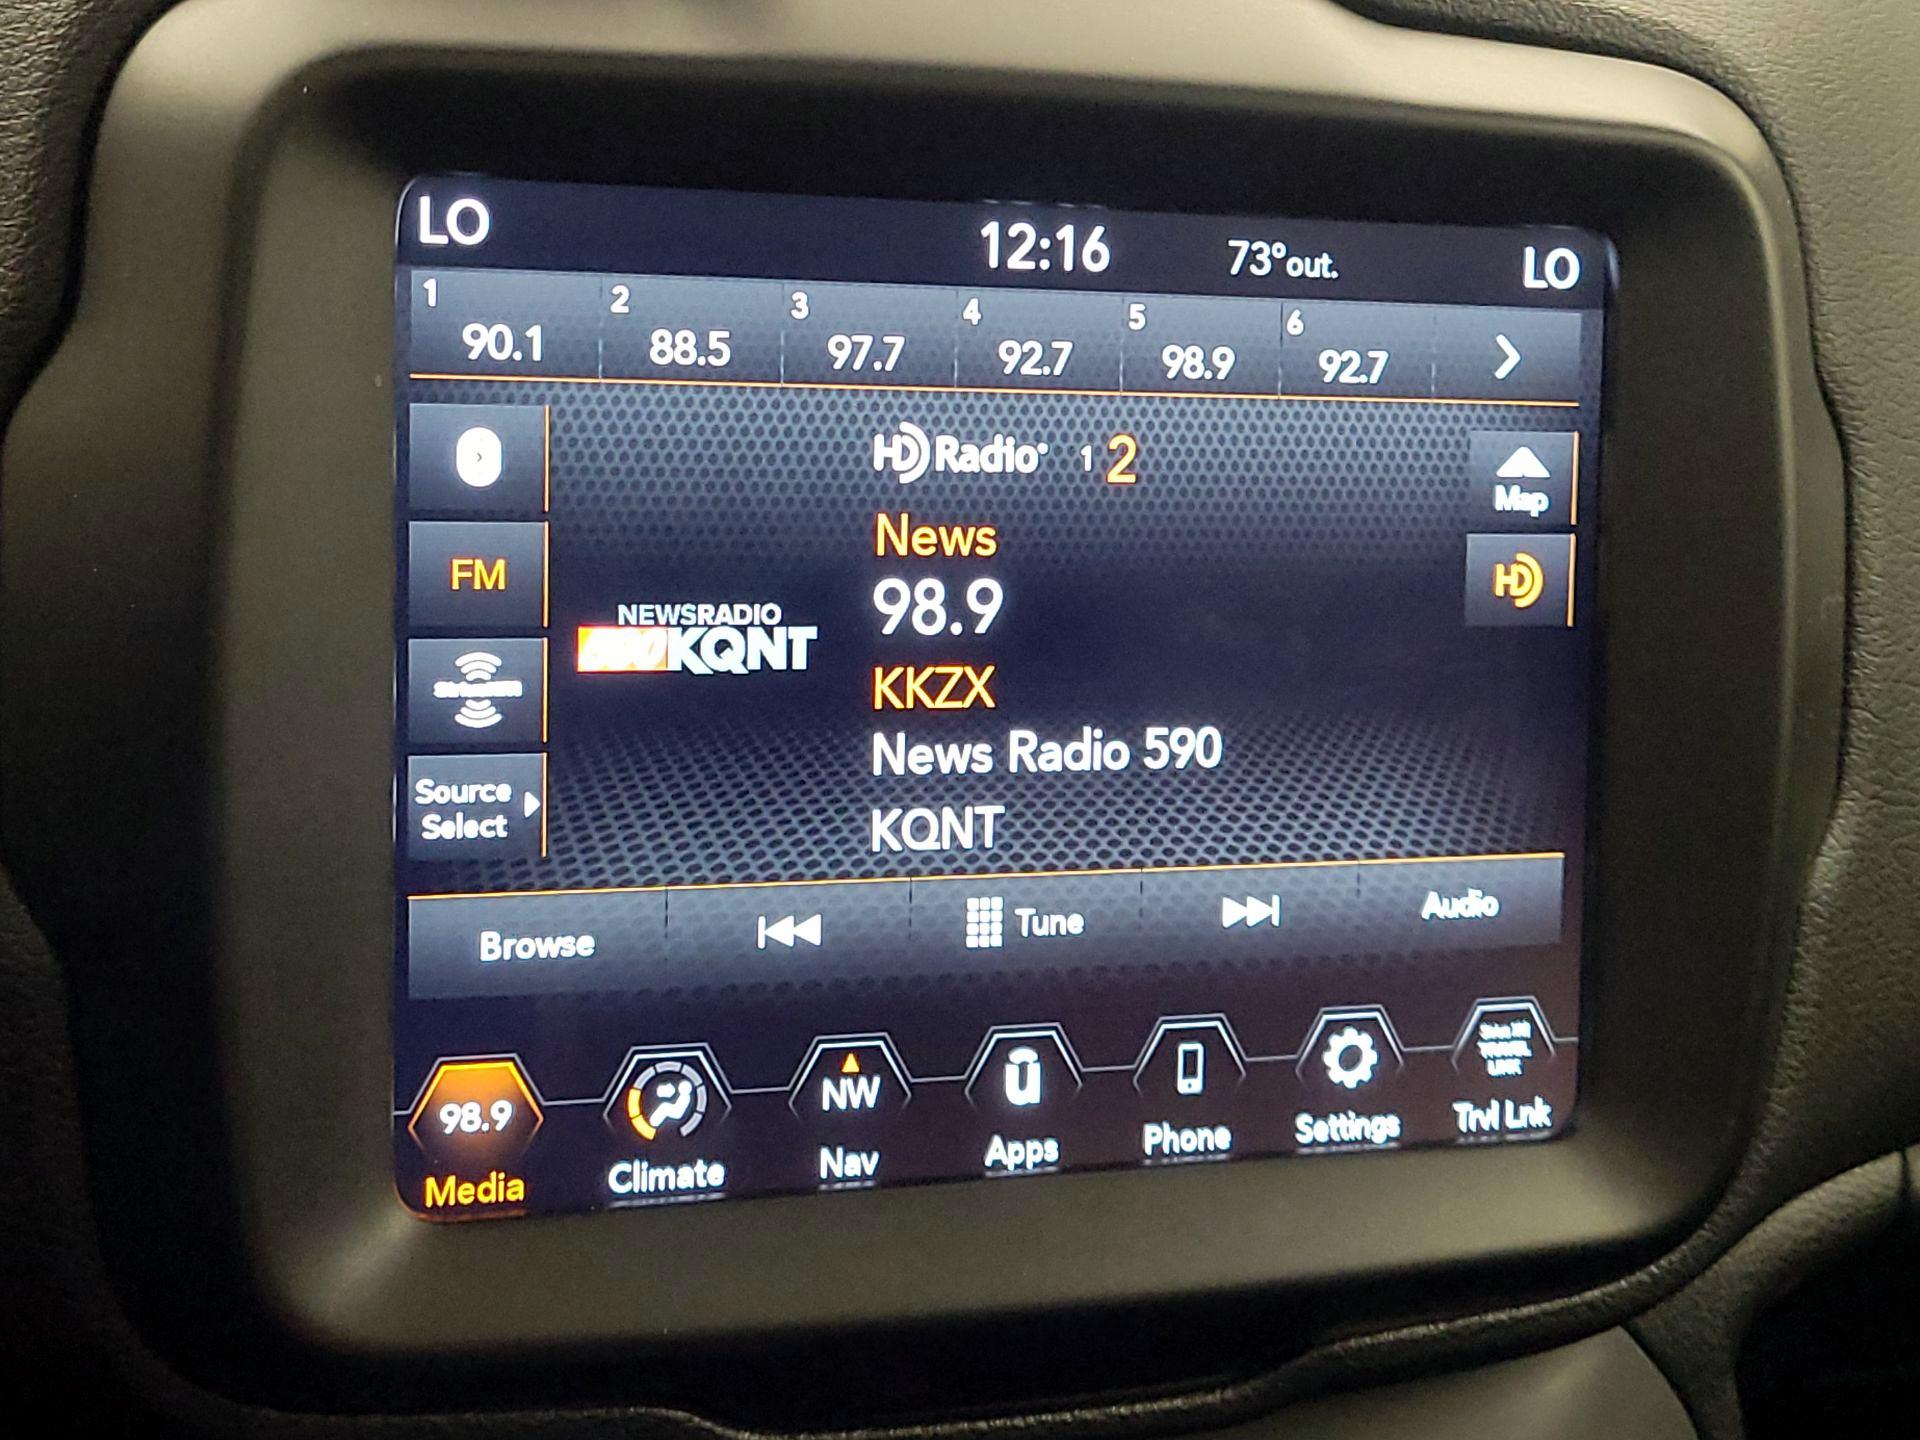 LO 12:16 73°out. LO
1 2 3 4 5 6
90.1 88.5 97.7 92.7 98.9 92.7
HD Radio 1 2
Map
News
FM
HD
98.9
NEWSRADIO
KQNT
KKZX
News Radio 590
Source
Select
KQNT
Browse Tune Audio
98.9 NW
Media Climate Nav Apps Phone Settings Trvl Lnk